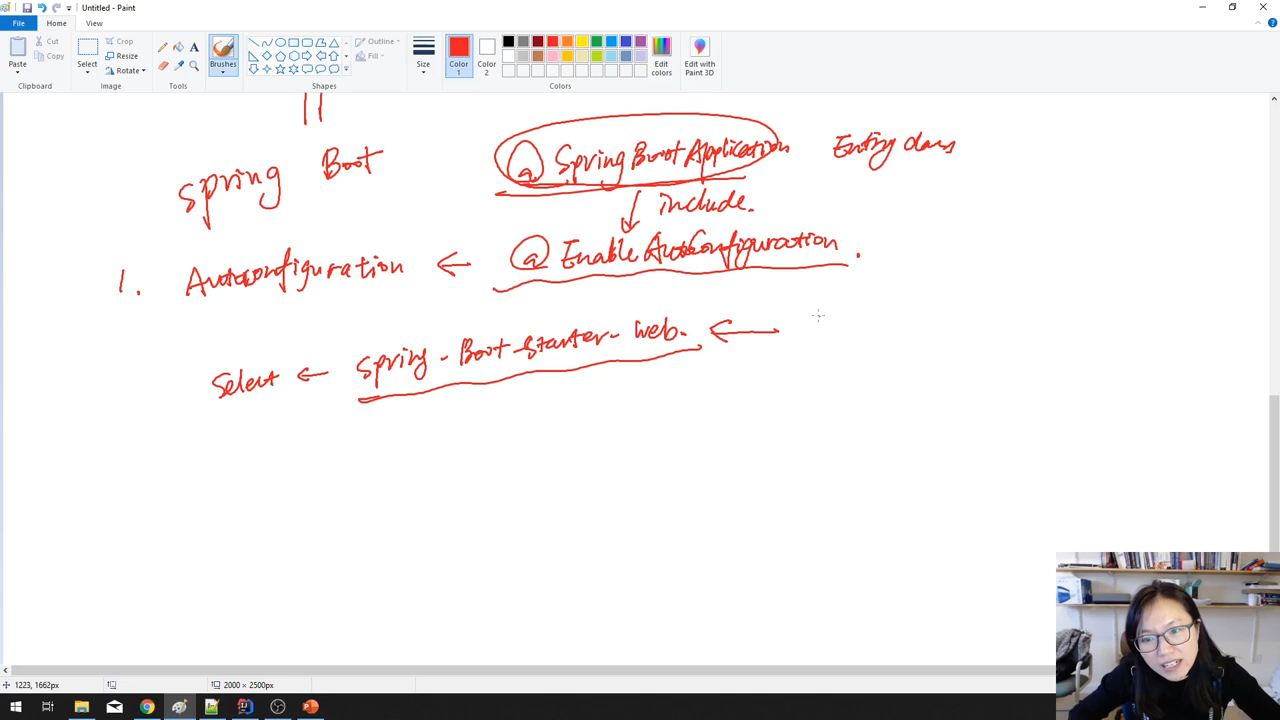 Untitled - Paint
File Home View
Paste Cut Copy Clipboard
Select Crop Resize Rotate Image
Tools
Brushes
Shapes Outline Fill
Size
Color 1 Color 2 Edit colors Colors
Edit with Paint 3D
Spring Boot @ SpringBootApplication Entry class
include.
1. Autoconfiguration ← @ EnableAutoConfiguration.
Select ← Spring-Boot-starter-web. ←
1223, 1662px 2000 × 2500px